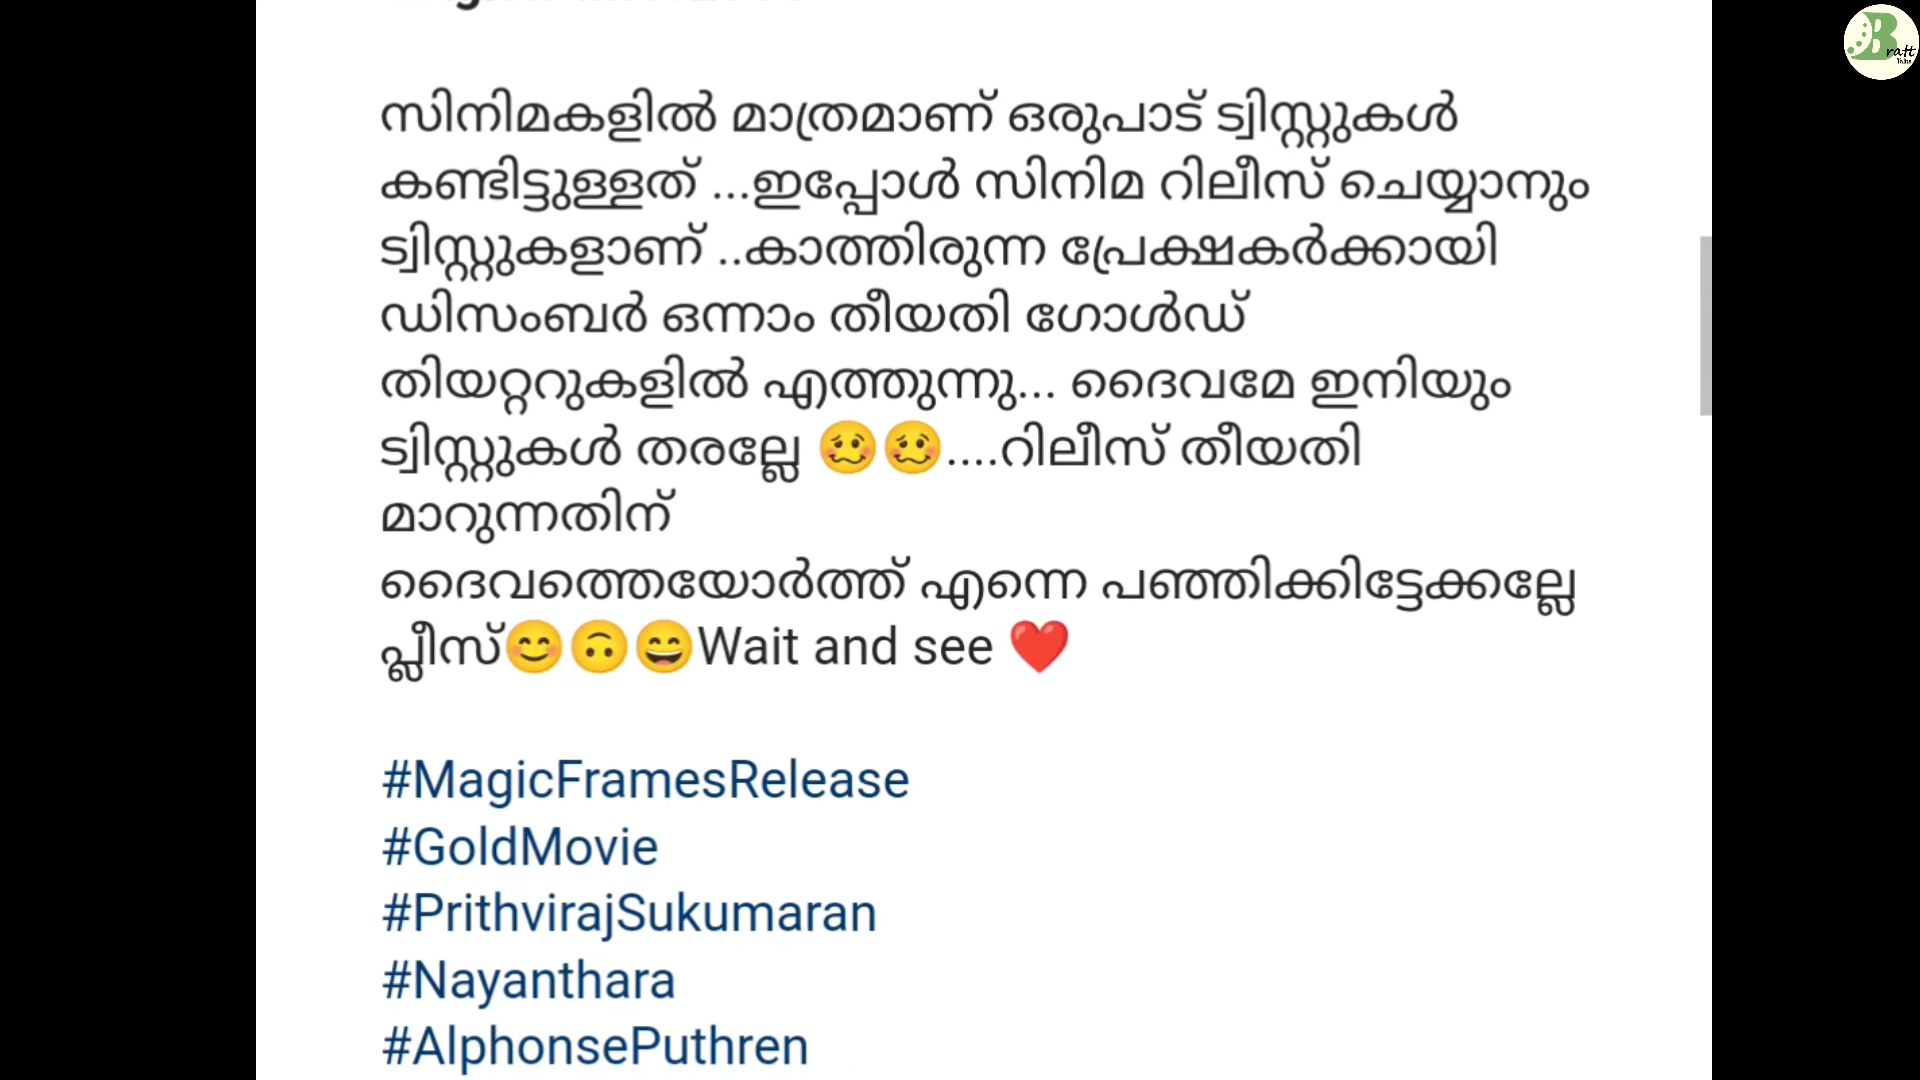 സിനിമകളിൽ മാത്രമാണ് ഒരുപാട് ട്വിസ്റ്റുകൾ
കണ്ടിട്ടുള്ളത് ...ഇപ്പോൾ സിനിമ റിലീസ് ചെയ്യാനും
ട്വിസ്റ്റുകളാണ് ..കാത്തിരുന്ന പ്രേക്ഷകർക്കായി
ഡിസംബർ ഒന്നാം തീയതി ഗോൾഡ്
തിയറ്ററുകളിൽ എത്തുന്നു... ദൈവമേ ഇനിയും
ട്വിസ്റ്റുകൾ തരല്ലേ 🥴🥴....റിലീസ് തീയതി
മാറുന്നതിന്
ദൈവത്തെയോർത്ത് എന്നെ പഞ്ഞിക്കിട്ടേക്കല്ലേ
പ്ലീസ്😊🙃😄Wait and see ❤️
#MagicFramesRelease
#GoldMovie
#PrithvirajSukumaran
#Nayanthara
#AlphonsePuthren
Bratt